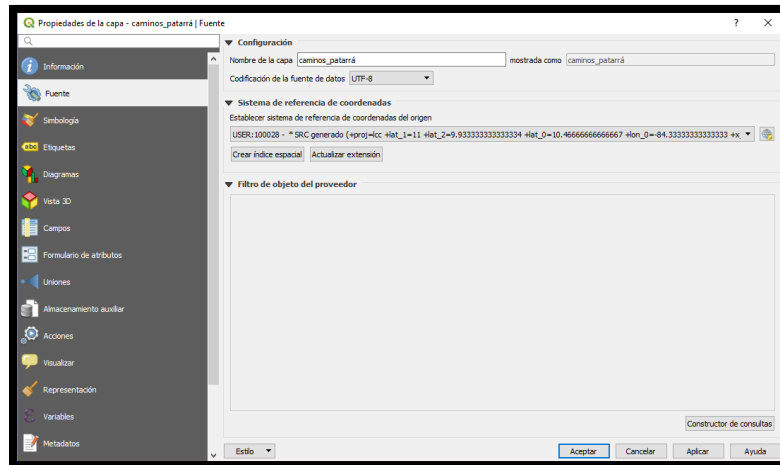 Propiedades de la capa - caminos_patarrá | Fuente
Información
Fuente
Simbología
abc Etiquetas
Diagramas
Vista 3D
Campos
Formulario de atributos
Uniones
Almacenamiento auxiliar
Acciones
Visualizar
Representación
Variables
Metadatos
Configuración
Nombre de la capa caminos_patarrá mostrada como caminos_patarrá
Codificación de la fuente de datos UTF-8
Sistema de referencia de coordenadas
Establecer sistema de referencia de coordenadas del origen
USER:100028 - * SRC generado (+proj=lcc +lat_1=11 +lat_2=9.933333333333334 +lat_0=10.46666666666667 +lon_0=-84.33333333333333 +x_
Crear índice espacial Actualizar extensión
Filtro de objeto del proveedor
Constructor de consultas
Estilo Aceptar Cancelar Aplicar Ayuda